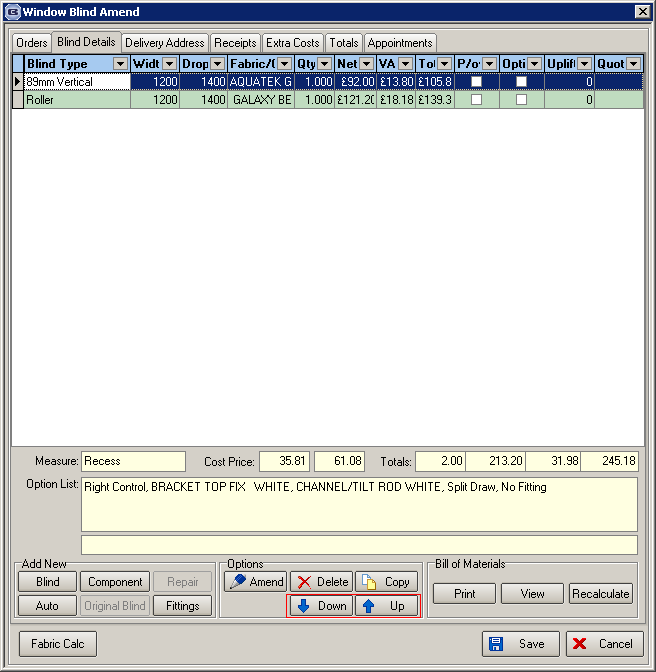 Window Blind Amend
Orders Blind Details Delivery Address Receipts Extra Costs Totals Appointments
Blind Type Widt Drop Fabric/C Qty Net VA Tot P/o Opti Uplift Quot
89mm Vertical 1200 1400 AQUATEK G 1.000 £92.00 £13.80 £105.8 0
Roller 1200 1400 GALAXY BE 1.000 £121.20 £18.18 £139.3 0
Measure: Recess Cost Price: 35.81 61.08 Totals: 2.00 213.20 31.98 245.18
Option List: Right Control, BRACKET TOP FIX WHITE, CHANNEL/TILT ROD WHITE, Split Draw, No Fitting
Add New Options Bill of Materials
Blind Component Repair Amend Delete Copy Print View Recalculate
Auto Original Blind Fittings Down Up
Fabric Calc Save Cancel